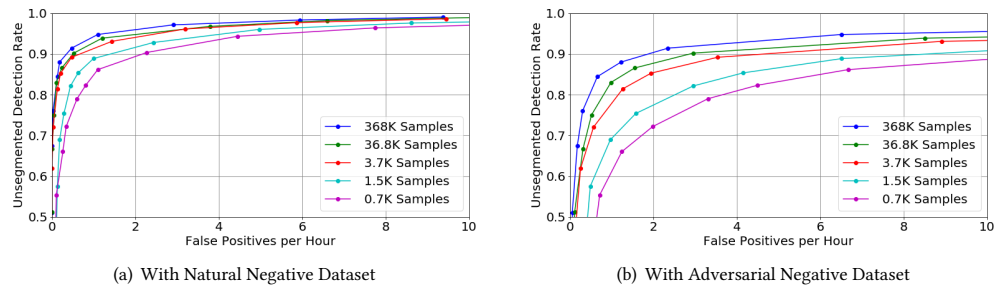 1.0
0.9
0.8
0.7
0.6
0.5
Unsegmented Detection Rate
0
2
4
6
8
10
False Positives per Hour
368K Samples
36.8K Samples
3.7K Samples
1.5K Samples
0.7K Samples
(a) With Natural Negative Dataset
1.0
0.9
0.8
0.7
0.6
0.5
Unsegmented Detection Rate
0
2
4
6
8
10
False Positives per Hour
368K Samples
36.8K Samples
3.7K Samples
1.5K Samples
0.7K Samples
(b) With Adversarial Negative Dataset